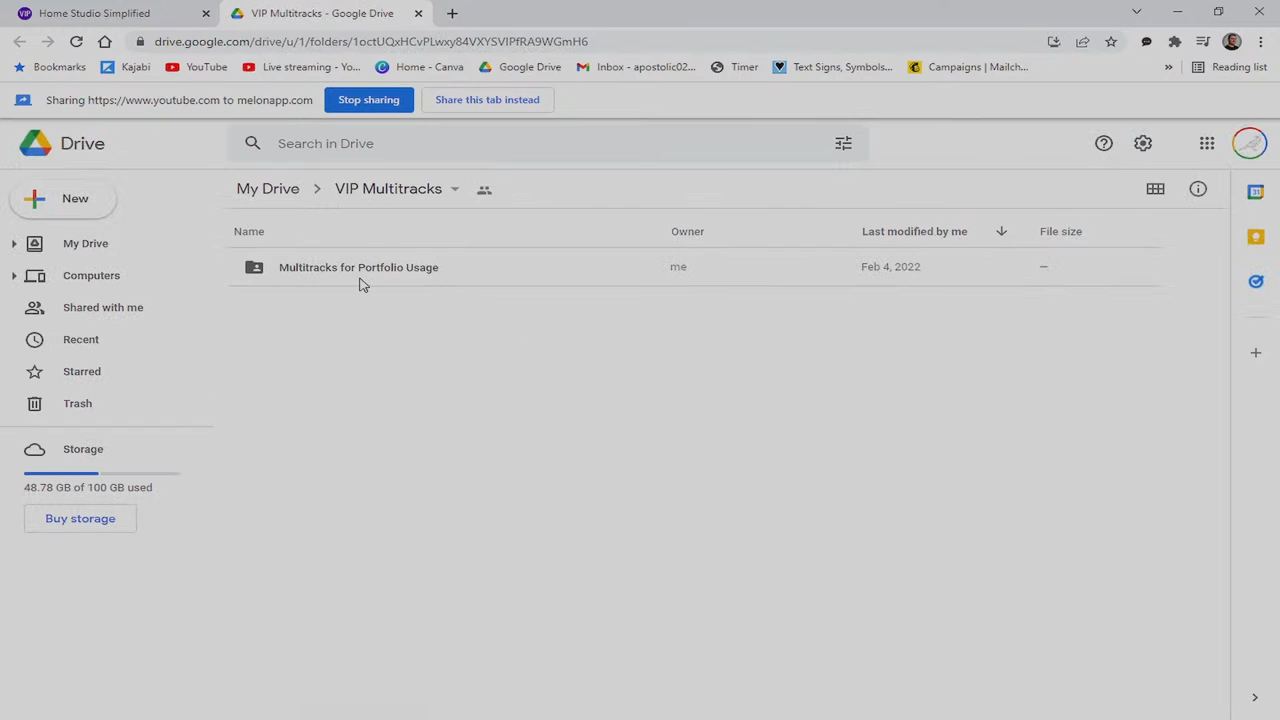 VIP Home Studio Simplified
VIP Multitracks - Google Drive
drive.google.com/drive/u/1/folders/1octUQxHCvPLwxy84VXYSVIPfRA9WGmH6
Bookmarks
Kajabi
YouTube
Live streaming - Yo...
Home - Canva
Google Drive
Inbox - apostolic02...
Timer
Text Signs, Symbols...
Campaigns | Mailch...
»
Reading list
Sharing https://www.youtube.com to melonapp.com
Stop sharing
Share this tab instead
Drive
Search in Drive
New
My Drive
VIP Multitracks
Name
Owner
Last modified by me
File size
Multitracks for Portfolio Usage
me
Feb 4, 2022
—
My Drive
Computers
Shared with me
Recent
Starred
Trash
Storage
48.78 GB of 100 GB used
Buy storage
31